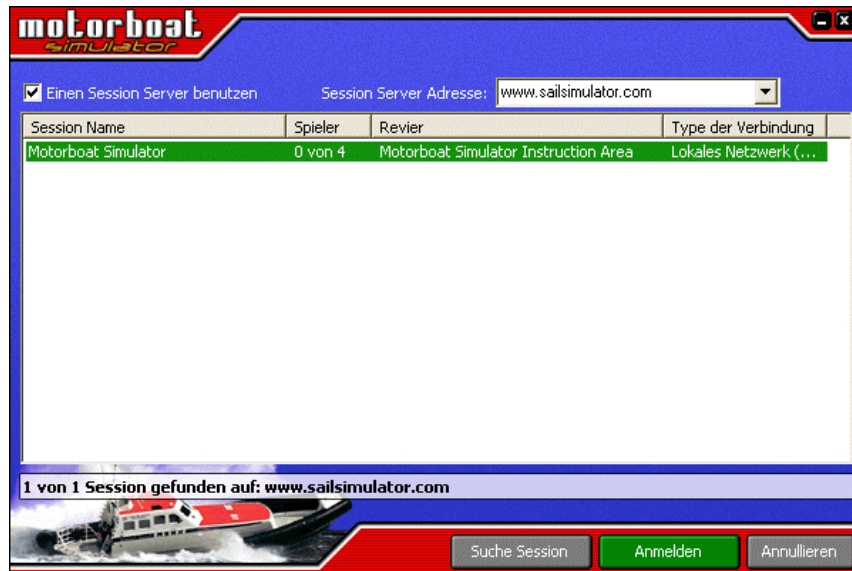 motorboat
simulator
Einen Session Server benutzen Session Server Adresse: www.sailsimulator.com
Session Name Spieler Revier Type der Verbindung
Motorboat Simulator 0 von 4 Motorboat Simulator Instruction Area Lokales Netzwerk (...
1 von 1 Session gefunden auf: www.sailsimulator.com
Suche Session Anmelden Annullieren